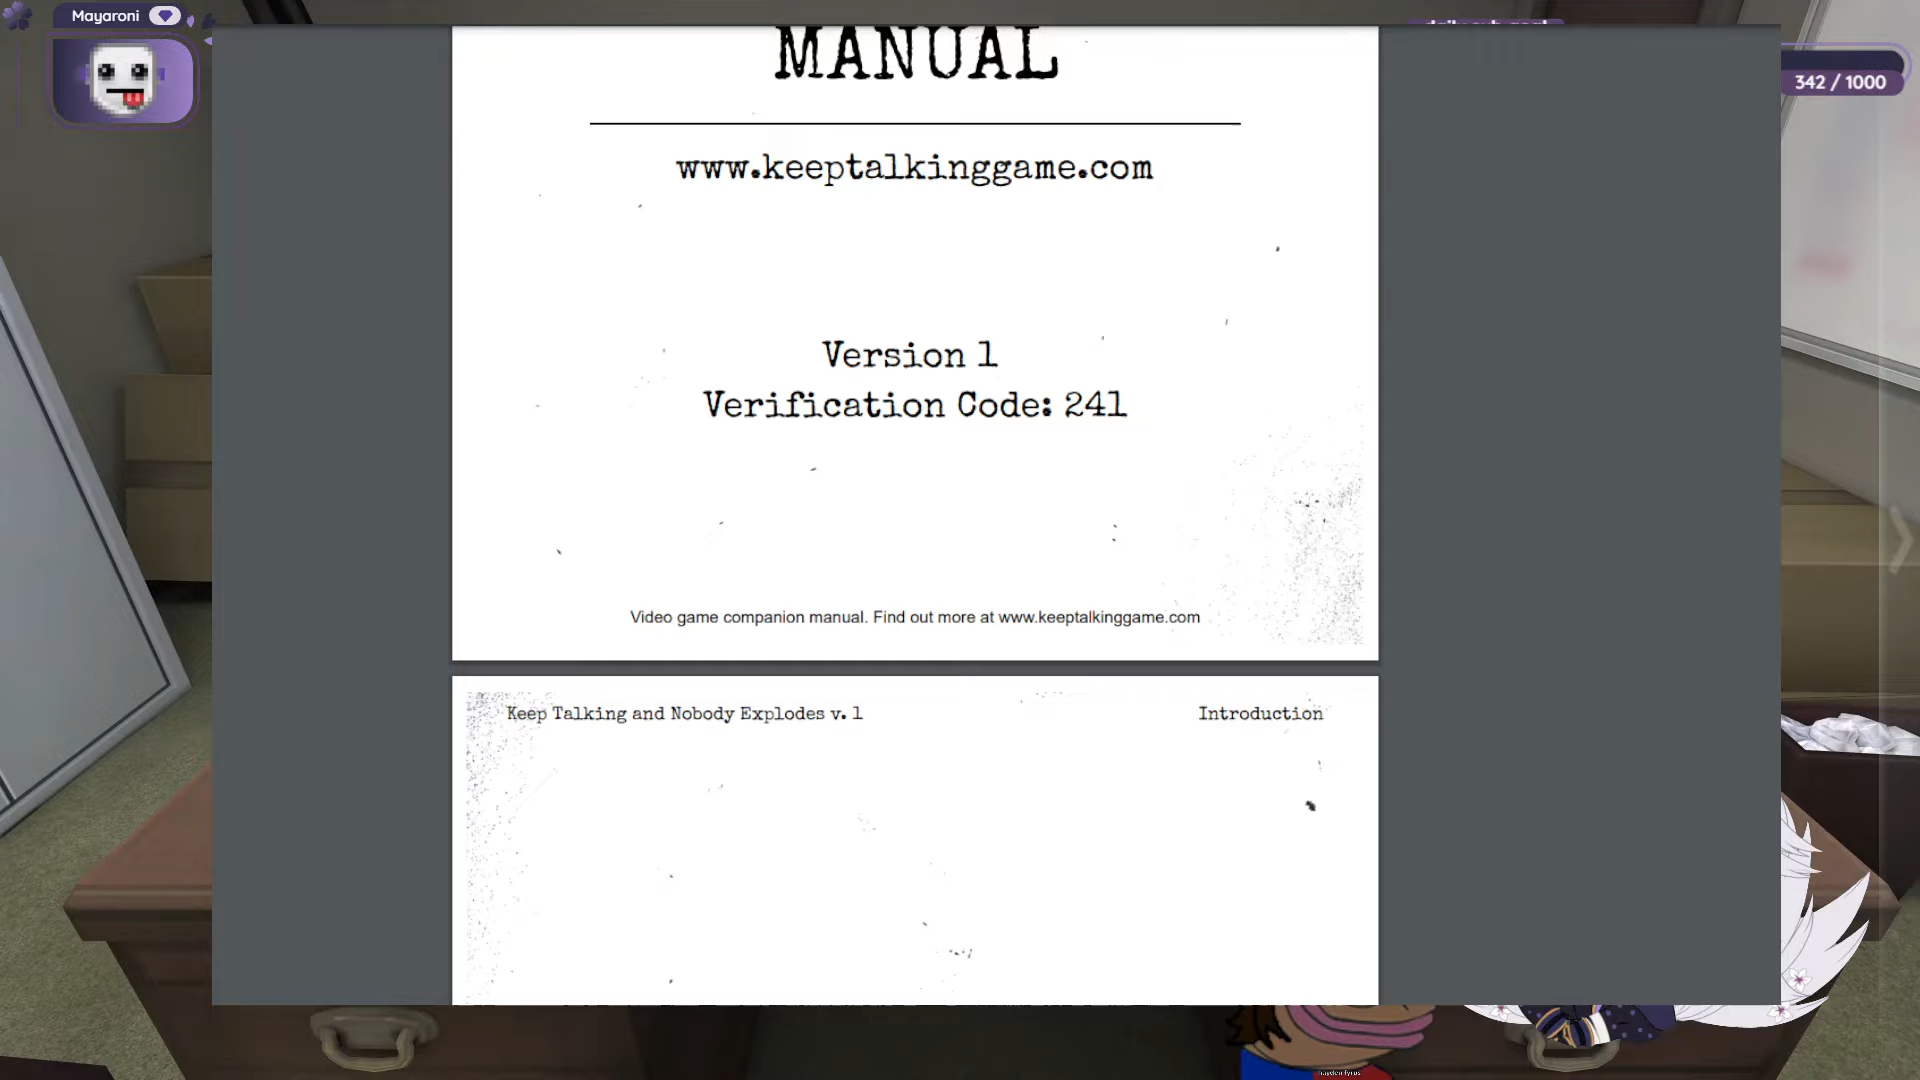 Mayaroni
342 / 1000
MANUAL
www.keeptalkinggame.com
Version 1
Verification Code: 241
Video game companion manual. Find out more at www.keeptalkinggame.com
Keep Talking and Nobody Explodes v. 1
Introduction